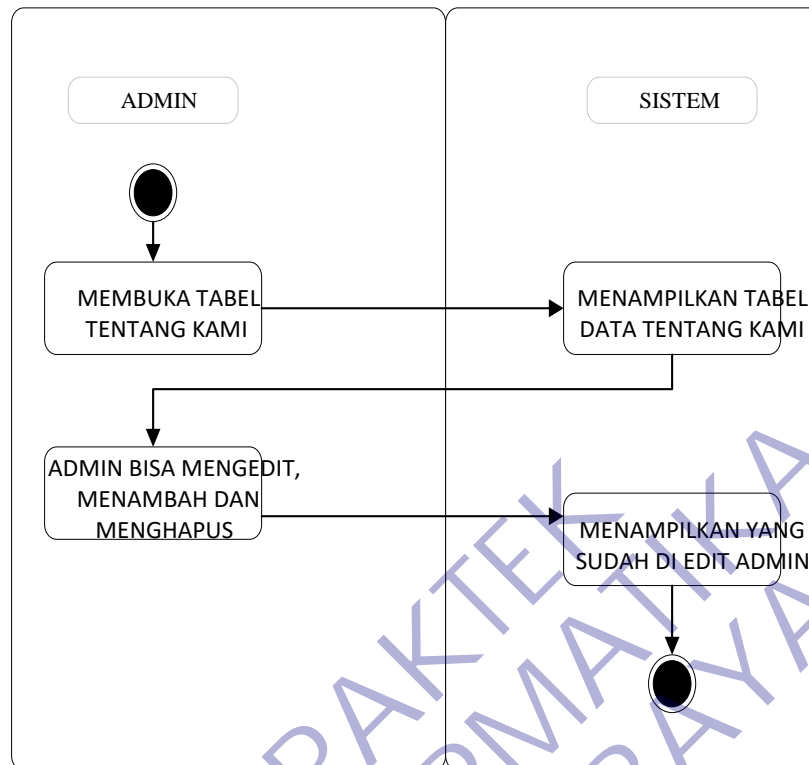 ADMIN
SISTEM
MEMBUKA TABEL
TENTANG KAMI
MENAMPILKAN TABEL
DATA TENTANG KAMI
ADMIN BISA MENGEDIT,
MENAMBAH DAN
MENGHAPUS
MENAMPILKAN YANG
SUDAH DI EDIT ADMIN
PAKTEK